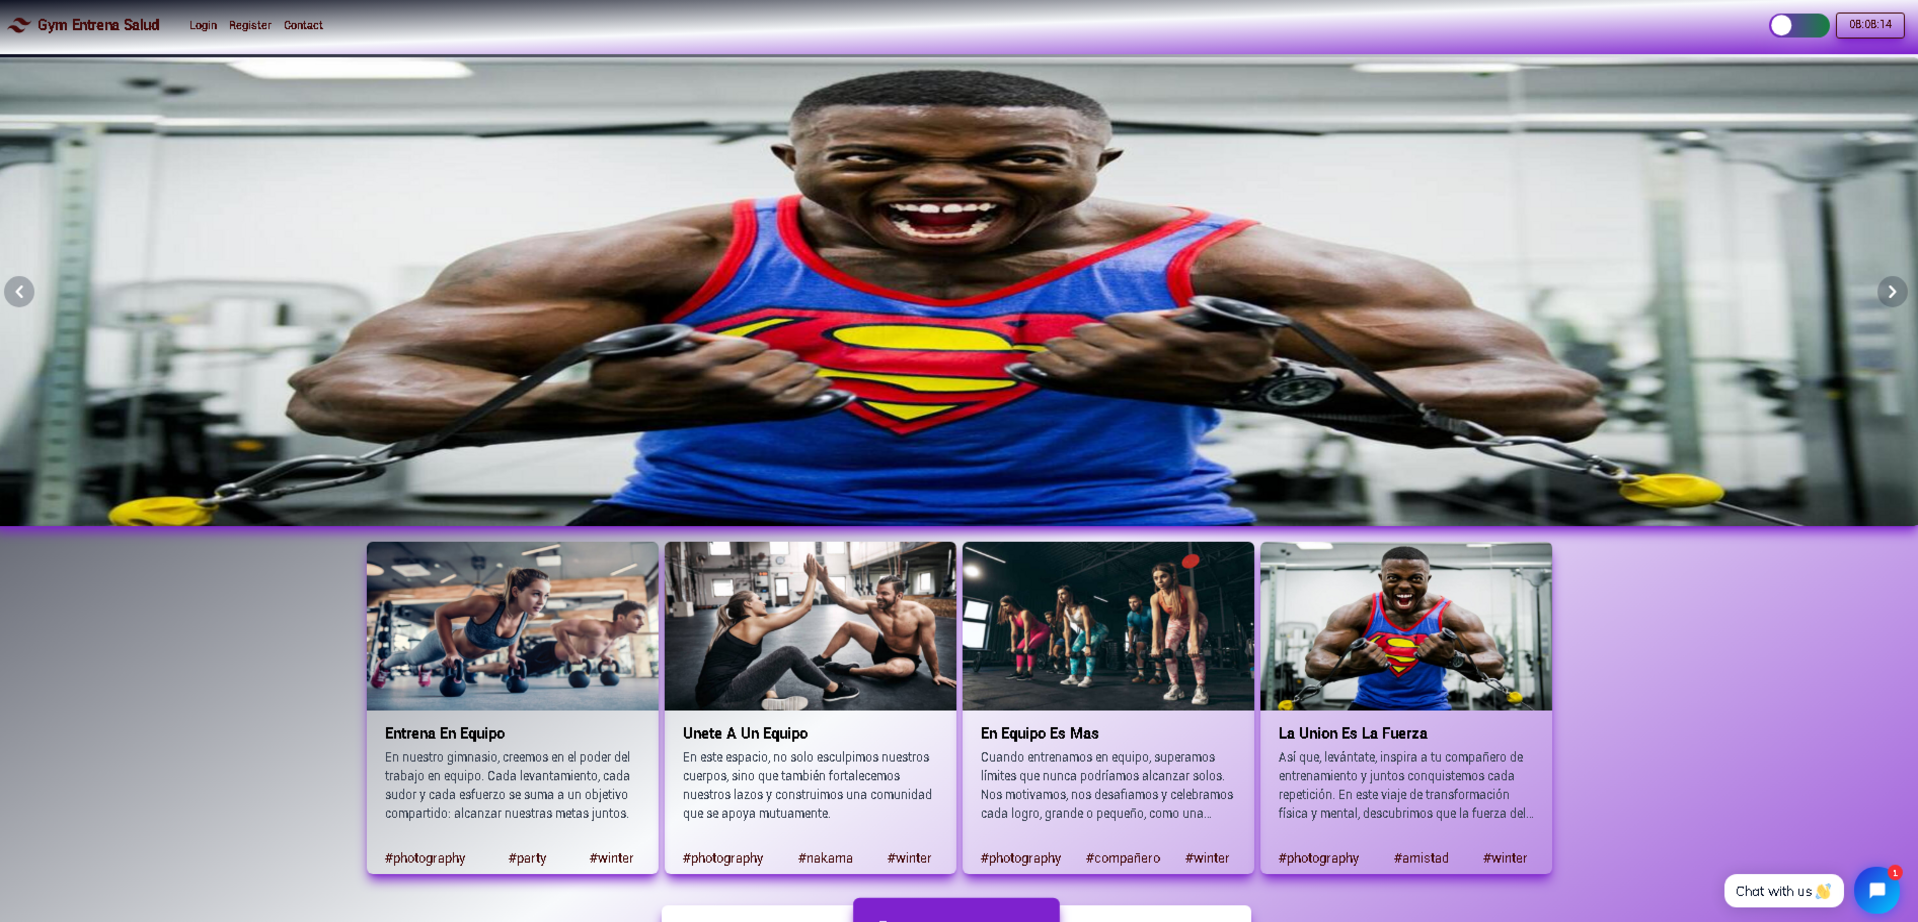 Gym Entrena Salud
Login Register Contact
08:08:14
Entrena En Equipo
En nuestro gimnasio, creemos en el poder del
trabajo en equipo. Cada levantamiento, cada
sudor y cada esfuerzo se suma a un objetivo
compartido: alcanzar nuestras metas juntos.
#photography #party #winter
Unete A Un Equipo
En este espacio, no solo esculpimos nuestros
cuerpos, sino que también fortalecemos
nuestros lazos y construimos una comunidad
que se apoya mutuamente.
#photography #nakama #winter
En Equipo Es Mas
Cuando entrenamos en equipo, superamos
límites que nunca podríamos alcanzar solos.
Nos motivamos, nos desafiamos y celebramos
cada logro, grande o pequeño, como una...
#photography #compañero #winter
La Union Es La Fuerza
Así que, levántate, inspira a tu compañero de
entrenamiento y juntos conquistemos cada
repetición. En este viaje de transformación
física y mental, descubrimos que la fuerza del...
#photography #amistad #winter
Chat with us 👋
1